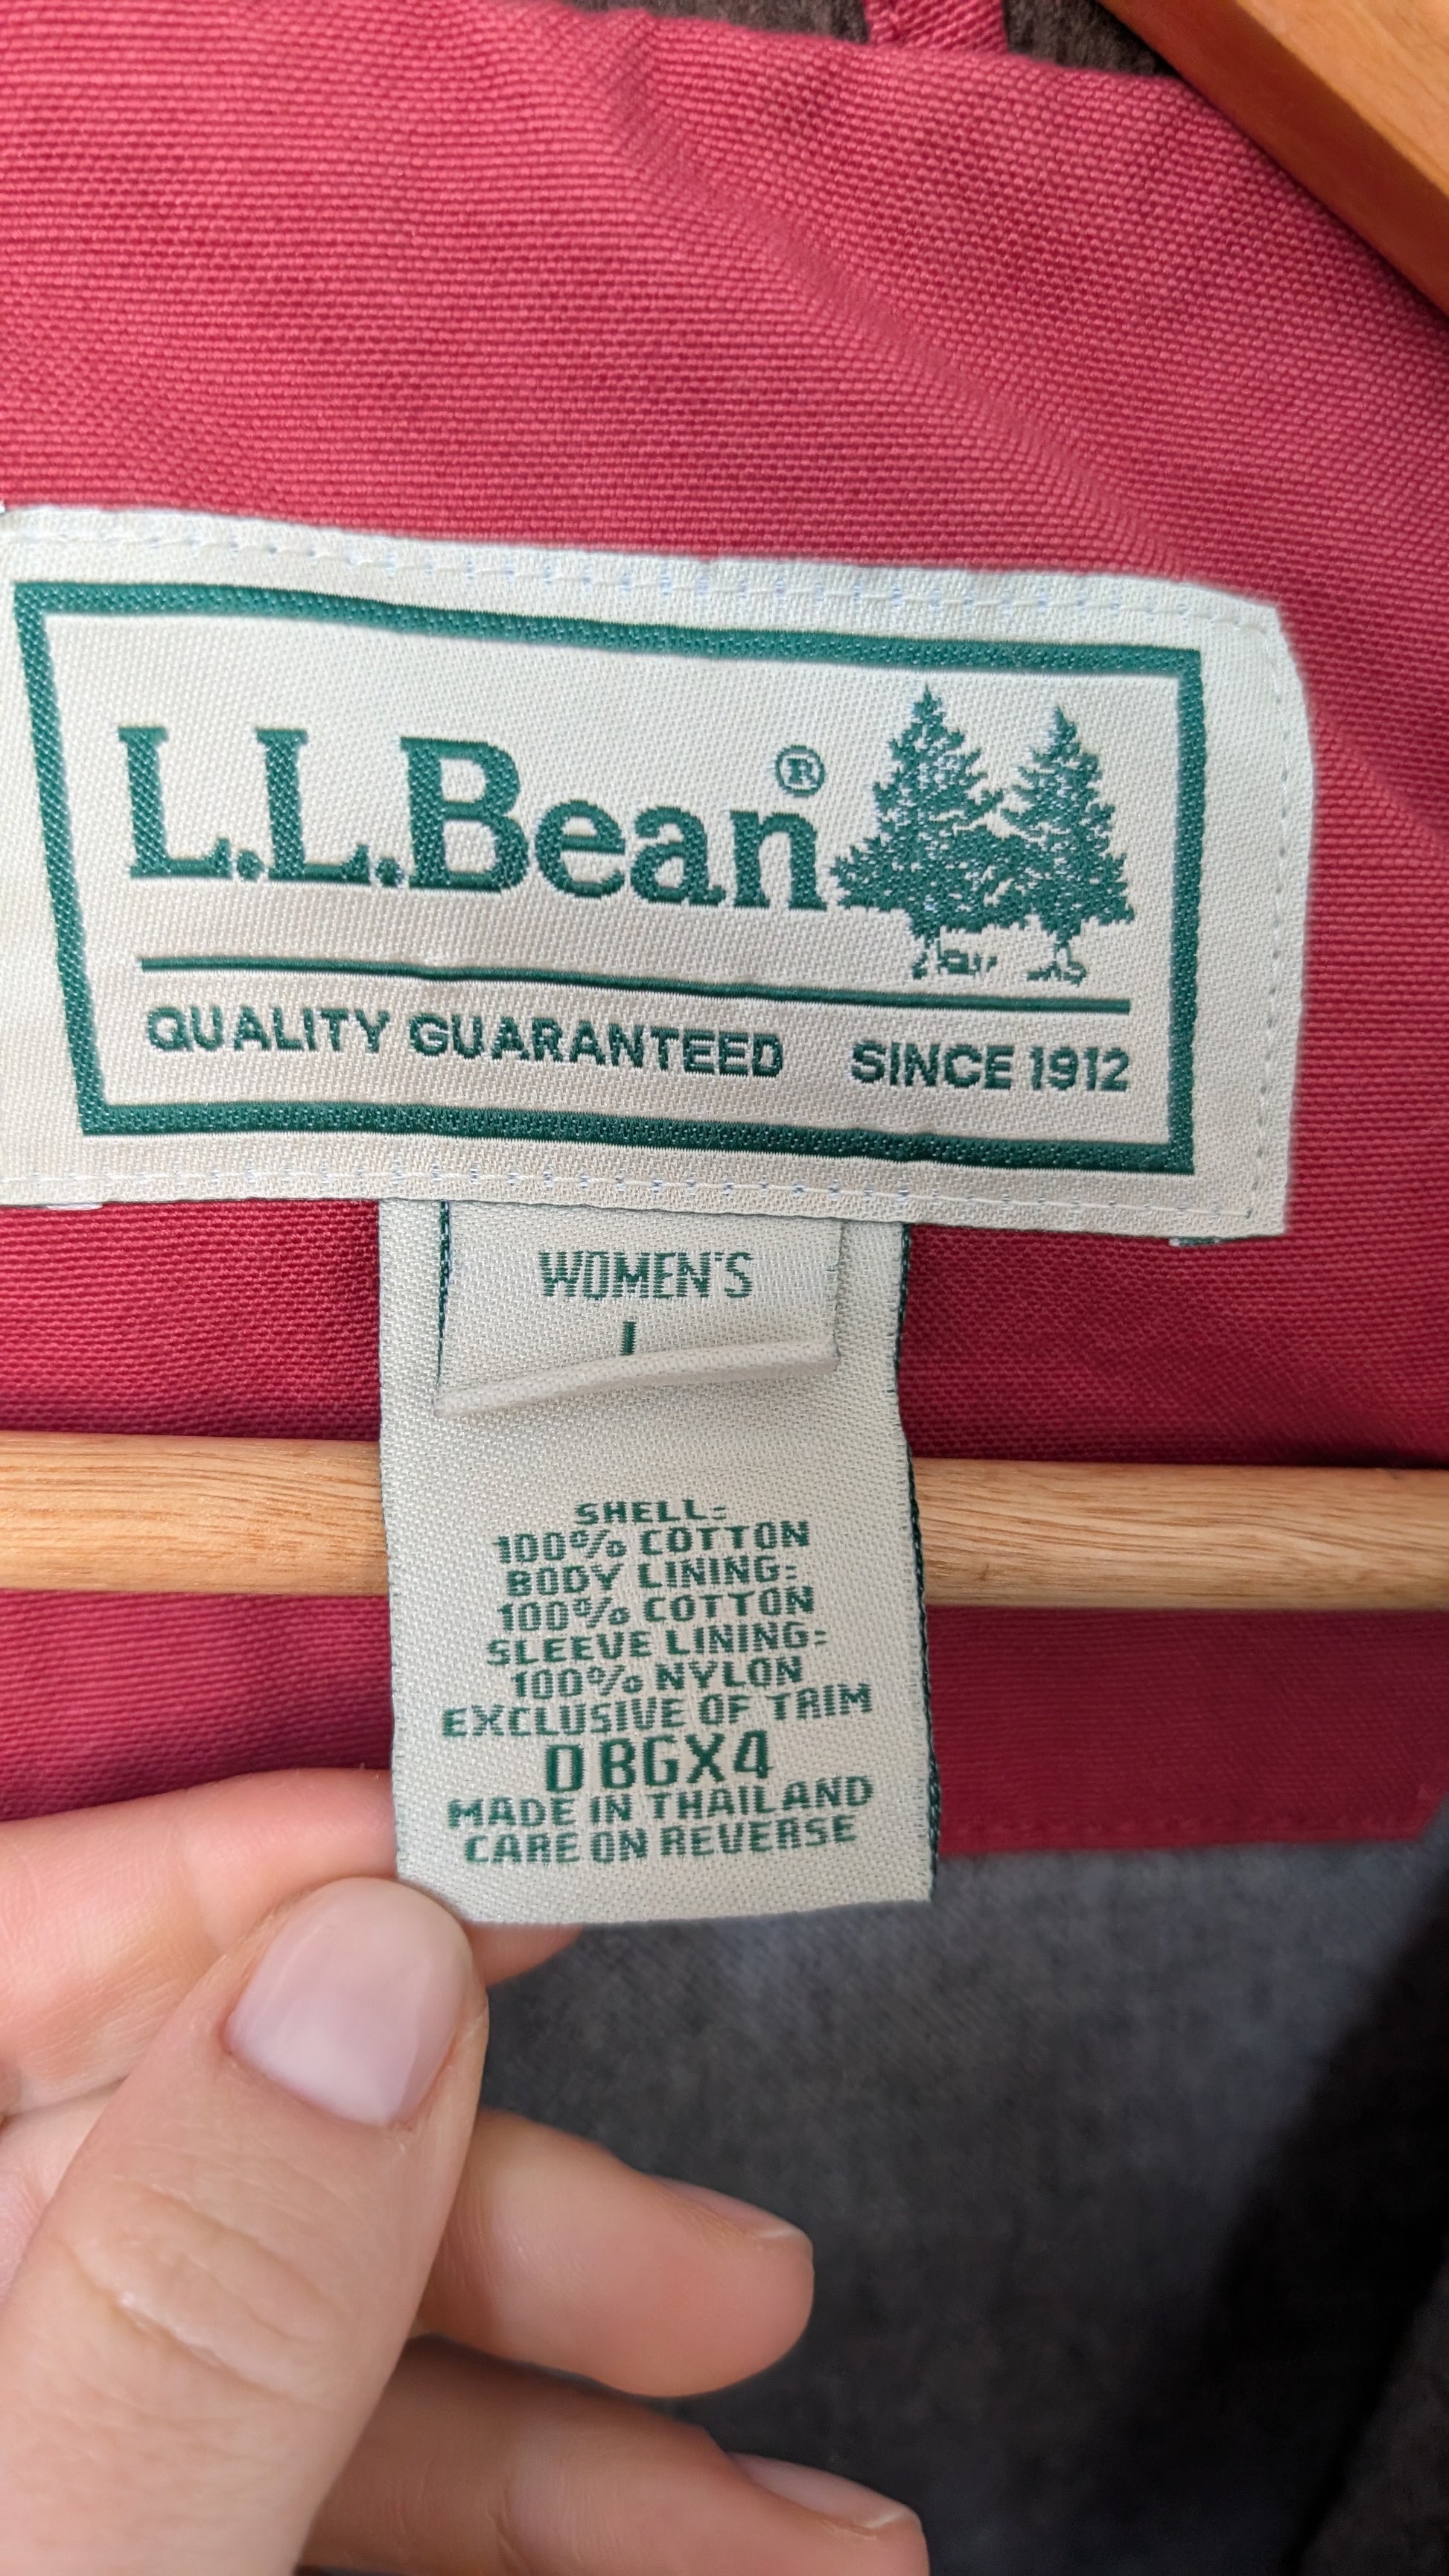 L.L.Bean®
QUALITY GUARANTEED SINCE 1912
WOMEN'S
SHELL:
100% COTTON
BODY LINING:
100% COTTON
SLEEVE LINING:
100% NYLON
EXCLUSIVE OF TRIM
0BGX4
MADE IN THAILAND
CARE ON REVERSE